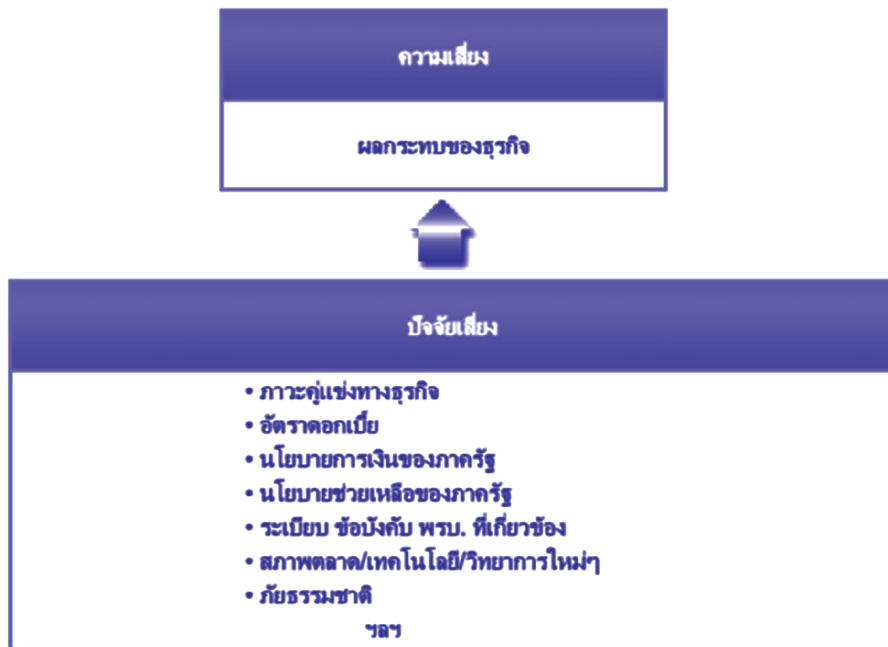 ความเสี่ยง
ผลกระทบของธุรกิจ
ปัจจัยเสี่ยง
• ภาวะคู่แข่งทางธุรกิจ
• อัตราดอกเบี้ย
• นโยบายการเงินของภาครัฐ
• นโยบายช่วยเหลือของภาครัฐ
• ระเบียบ ข้อบังคับ พรบ. ที่เกี่ยวข้อง
• สภาพตลาด/เทคโนโลยี/วิทยาการใหม่ๆ
• ภัยธรรมชาติ
ฯลฯ